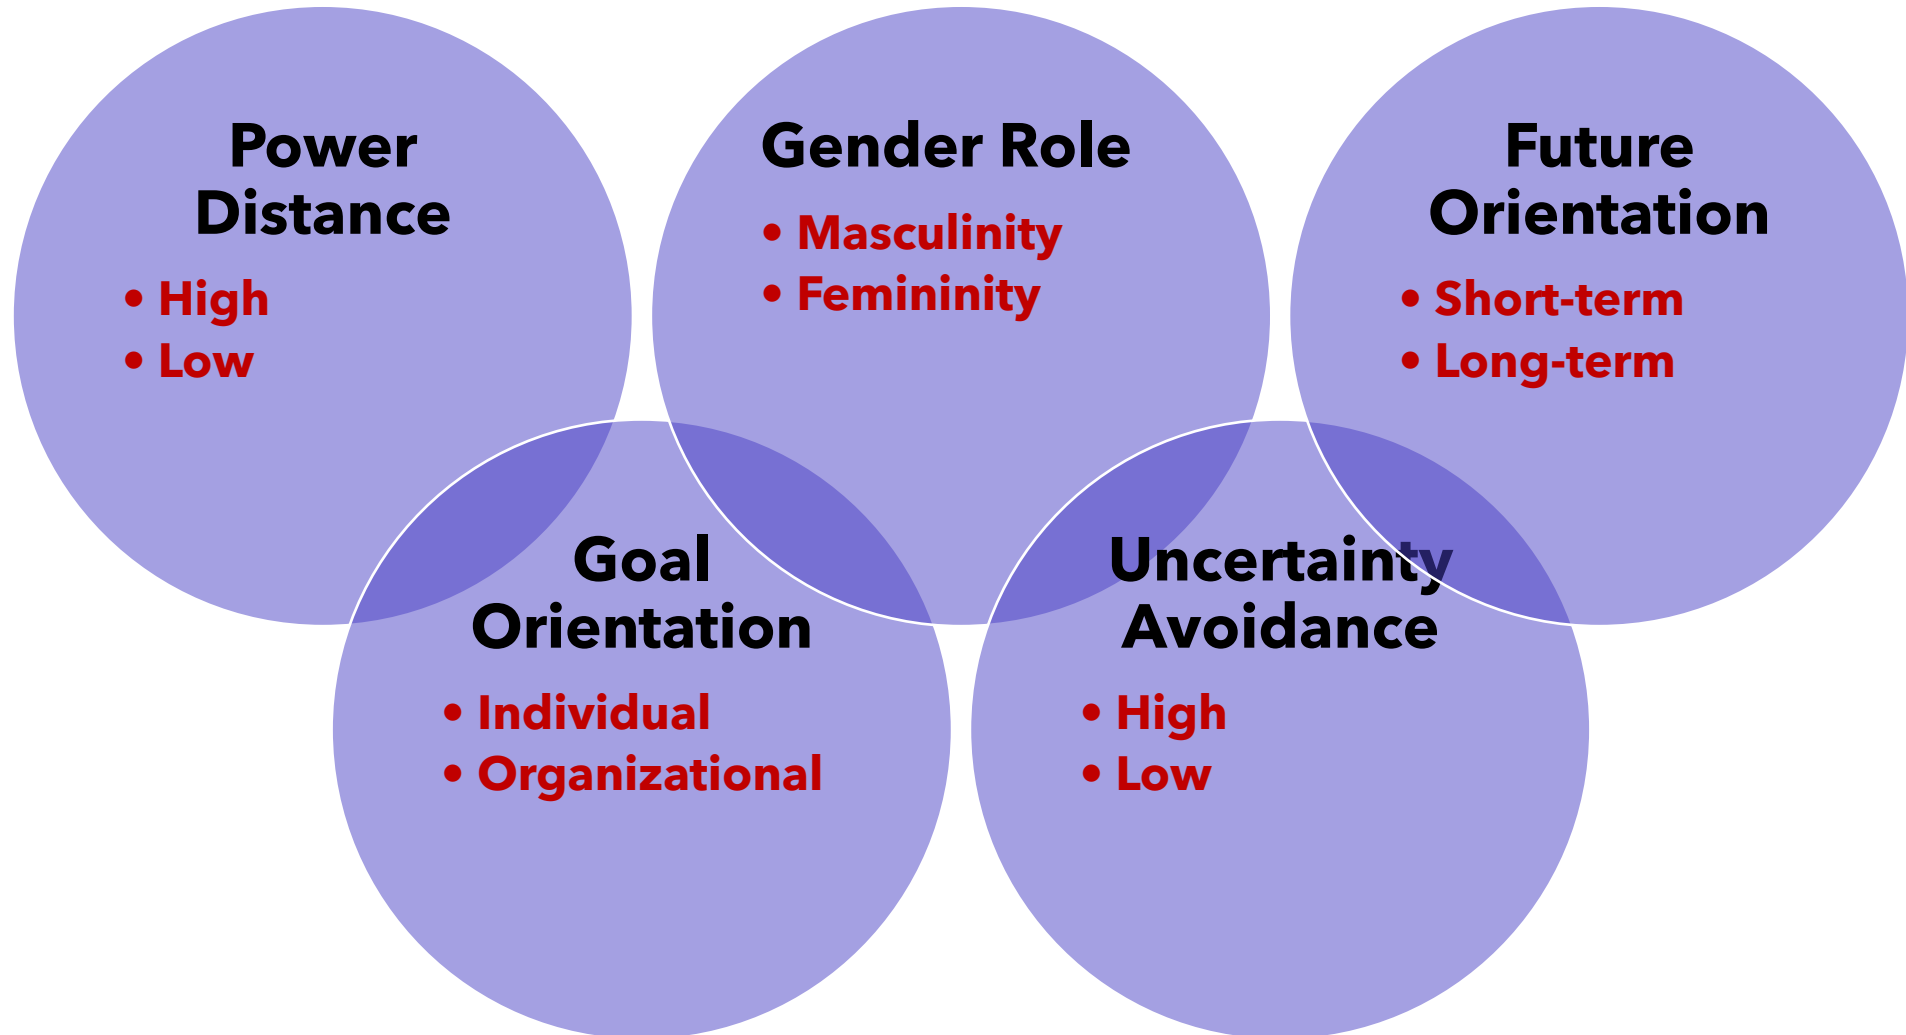 Power
Distance
• High
• Low
Goal
Orientation
• Individual
• Organizational
Gender Role
• Masculinity
• Femininity
Uncertainty
Avoidance
• High
• Low
Future
Orientation
• Short-term
• Long-term